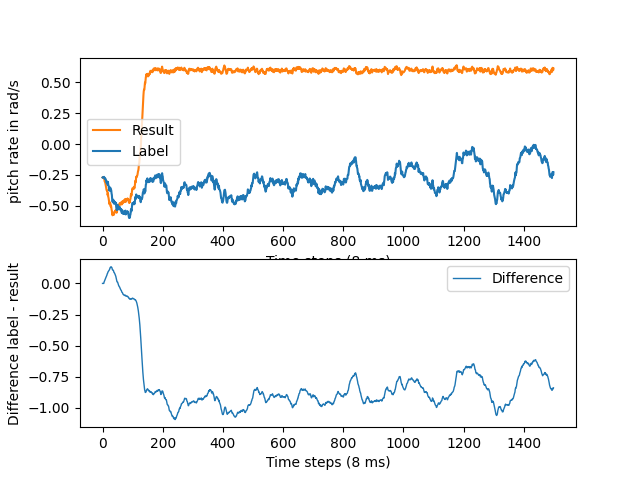 pitch rate in rad/s
0.50
0.25
0.00
−0.25
−0.50
Result
Label
0 200 400 600 800 1000 1200 1400
Time steps (8 ms)
Difference label - result
0.00
−0.25
−0.50
−0.75
−1.00
Difference
0 200 400 600 800 1000 1200 1400
Time steps (8 ms)